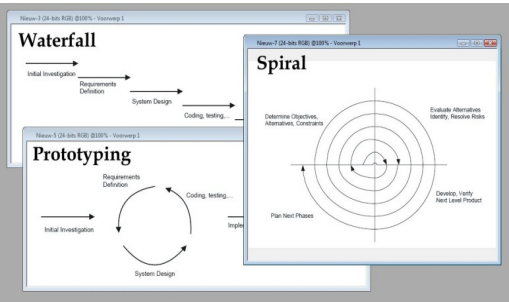 Nieuw-3 (24-bits RGB) @100% - Voorwerp 1
Waterfall
Initial Investigation
Requirements
Definition
System Design
Coding, testing,...
Nieuw-5 (24-bits RGB) @100% - Voorwerp 1
Prototyping
Requirements
Definition
Coding, testing,...
Initial Investigation
System Design
Nieuw-7 (24-bits RGB) @100% - Voorwerp 1
Spiral
Determine Objectives,
Alternatives, Constraints
Evaluate Alternatives
Identify, Resolve Risks
Develop, Verify
Next Level Product
Plan Next Phases